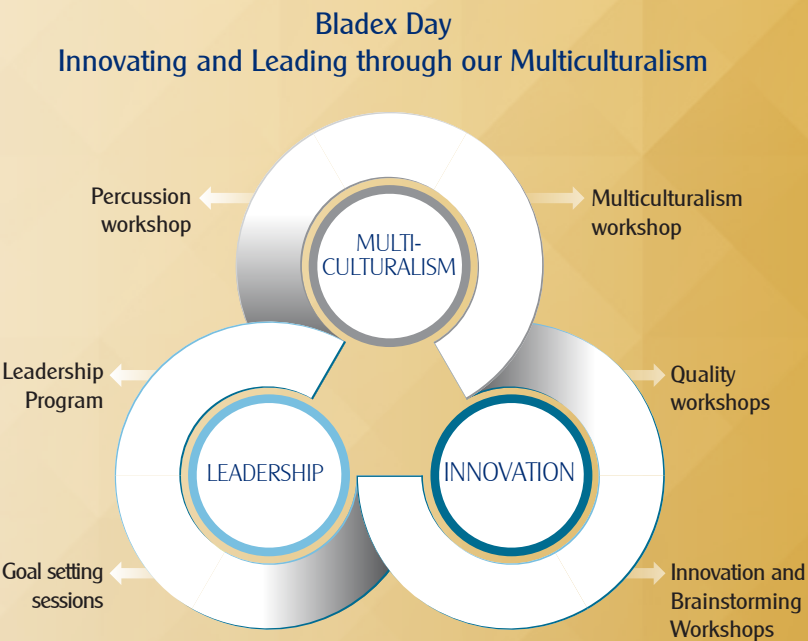 Bladex Day
Innovating and Leading through our Multiculturalism
Percussion
workshop
MULTI-
CULTURALISM
Multiculturalism
workshop
Leadership
Program
LEADERSHIP
INNOVATION
Quality
workshops
Goal setting
sessions
Innovation and
Brainstorming
Workshops